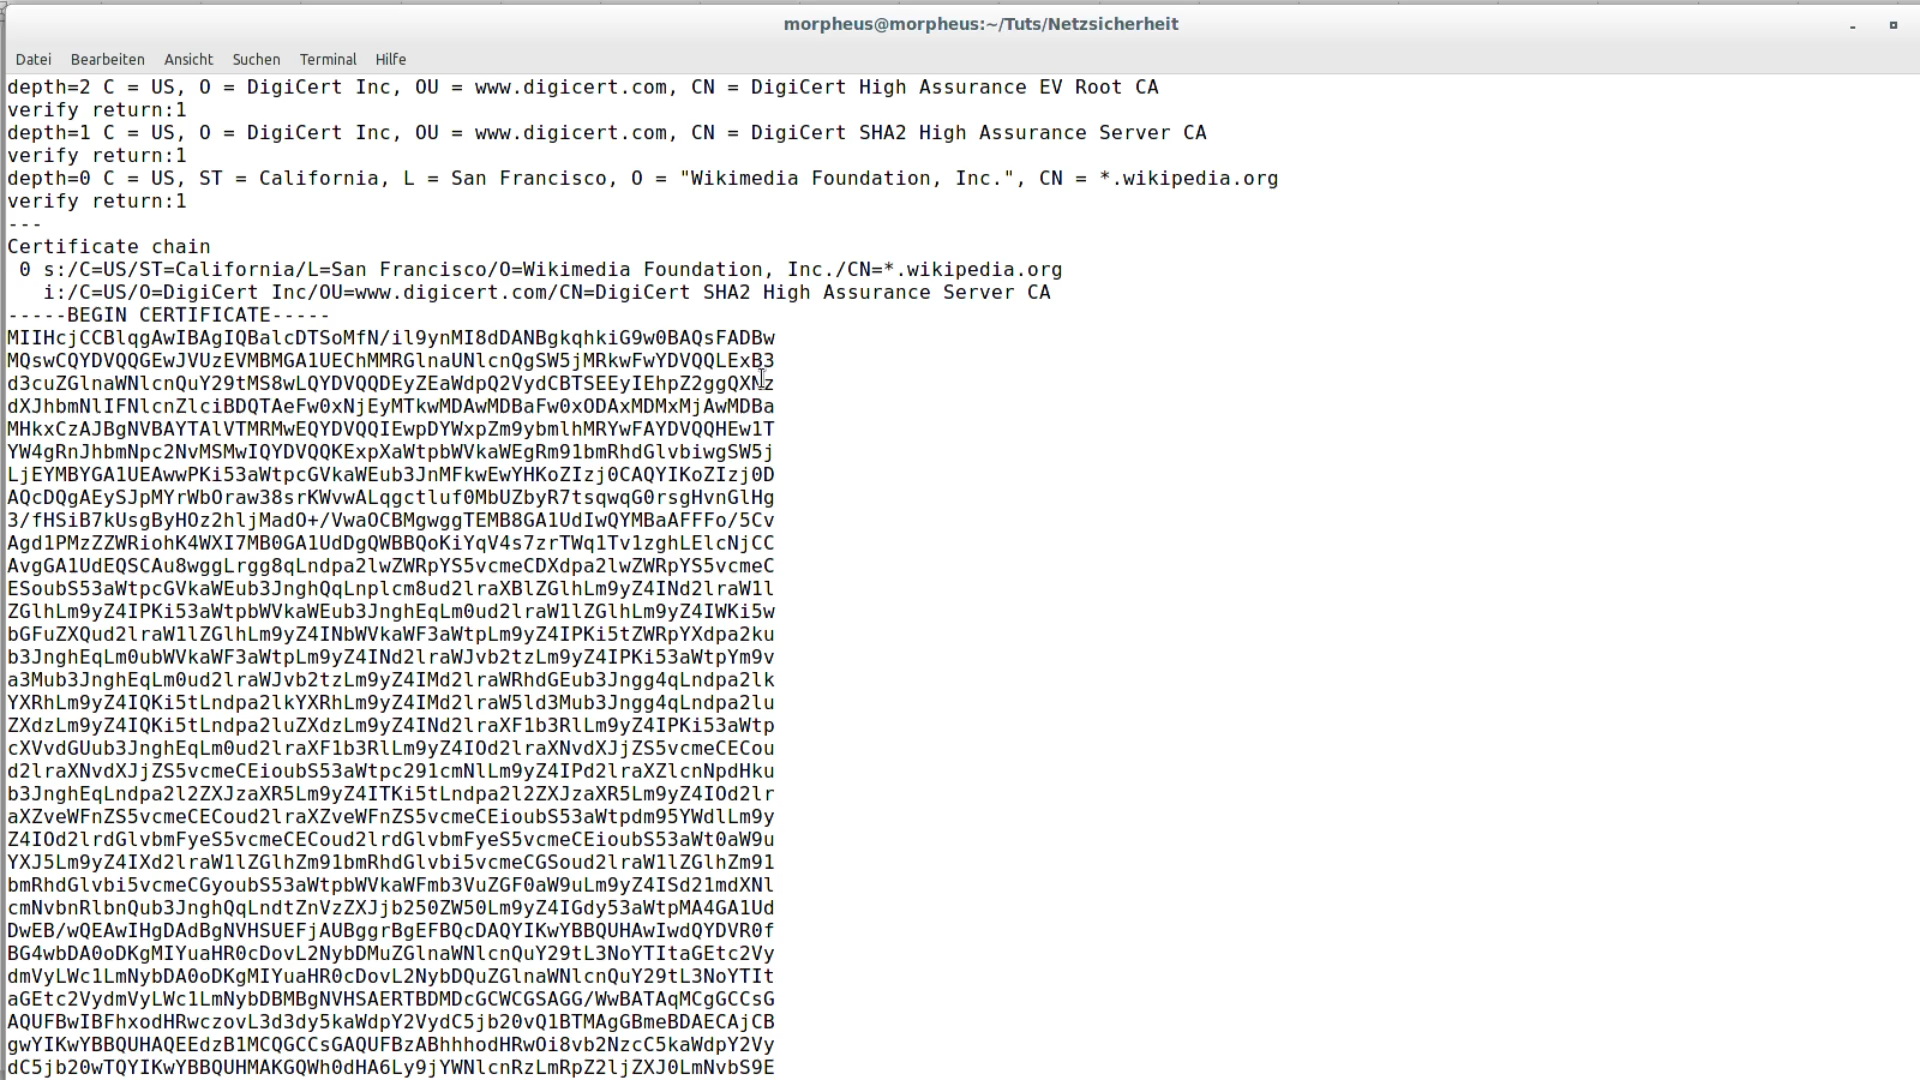 morpheus@morpheus:~/Tuts/Netzsicherheit
Datei Bearbeiten Ansicht Suchen Terminal Hilfe
depth=2 C = US, O = DigiCert Inc, OU = www.digicert.com, CN = DigiCert High Assurance EV Root CA
verify return:1
depth=1 C = US, O = DigiCert Inc, OU = www.digicert.com, CN = DigiCert SHA2 High Assurance Server CA
verify return:1
depth=0 C = US, ST = California, L = San Francisco, O = "Wikimedia Foundation, Inc.", CN = *.wikipedia.org
verify return:1
---
Certificate chain
 0 s:/C=US/ST=California/L=San Francisco/O=Wikimedia Foundation, Inc./CN=*.wikipedia.org
   i:/C=US/O=DigiCert Inc/OU=www.digicert.com/CN=DigiCert SHA2 High Assurance Server CA
-----BEGIN CERTIFICATE-----
MIIHcjCCBlqgAwIBAgIQBalcDTSoMfN/il9ynMI8dDANBgkqhkiG9w0BAQsFADBw
MQswCQYDVQQGEwJVUzEVMBMGA1UEChMMRGlnaUNlcnQgSW5jMRkwFwYDVQQLExB3
d3cuZGlnaWNlcnQuY29tMS8wLQYDVQQDEyZEaWdpQ2VydCBTSEEyIEhpZ2ggQXNz
dXJhbmNlIFNlcnZlciBDQTAeFw0xNjEyMTkwMDAwMDBaFw0xODAxMDMxMjAwMDBa
MHkxCzAJBgNVBAYTAlVTMRMwEQYDVQQIEwpDYWxpZm9ybmlhMRYwFAYDVQQHEw1T
YW4gRnJhbmNpc2NvMSMwIQYDVQQKExpXaWtpbWVkaWEgRm91bmRhdGlvbiwgSW5j
LjEYMBYGA1UEAwwPKi53aWtpcGVkaWEub3JnMFkwEwYHKoZIzj0CAQYIKoZIzj0D
AQcDQgAEySJpMYrWbOraw38srKWvwALqgctluf0MbUZbyR7tsqwqG0rsgHvnGlHg
3/fHSiB7kUsgByHOz2hljMadO+/VwaOCBMgwggTEMB8GA1UdIwQYMBaAFFFo/5Cv
Agd1PMzZZWRiohK4WXI7MB0GA1UdDgQWBBQoKiYqV4s7zrTWq1Tv1zghLElcNjCC
AvgGA1UdEQSCAu8wggLrgg8qLndpa2lwZWRpYS5vcmeCDXdpa2lwZWRpYS5vcmeC
ESoubS53aWtpcGVkaWEub3JnghQqLnplcm8ud2lraXBlZGlhLm9yZ4INd2lraW1l
ZGlhLm9yZ4IPKi53aWtpbWVkaWEub3JnghEqLm0ud2lraW1lZGlhLm9yZ4IWKi5w
bGFuZXQud2lraW1lZGlhLm9yZ4INbWVkaWF3aWtpLm9yZ4IPKi5tZWRpYXdpa2ku
b3JnghEqLm0ubWVkaWF3aWtpLm9yZ4INd2lraWJvb2tzLm9yZ4IPKi53aWtpYm9v
a3Mub3JnghEqLm0ud2lraWJvb2tzLm9yZ4IMd2lraWRhdGEub3Jngg4qLndpa2lk
YXRhLm9yZ4IQKi5tLndpa2lkYXRhLm9yZ4IMd2lraW5ld3Mub3Jngg4qLndpa2lu
ZXdzLm9yZ4IQKi5tLndpa2luZXdzLm9yZ4INd2lraXF1b3RlLm9yZ4IPKi53aWtp
cXVvdGUub3JnghEqLm0ud2lraXF1b3RlLm9yZ4IOd2lraXNvdXJjZS5vcmeCECou
d2lraXNvdXJjZS5vcmeCEioubS53aWtpc291cmNlLm9yZ4IPd2lraXZlcnNpdHku
b3JnghEqLndpa2l2ZXJzaXR5Lm9yZ4ITKi5tLndpa2l2ZXJzaXR5Lm9yZ4IOd2lr
aXZveWFnZS5vcmeCECoud2lraXZveWFnZS5vcmeCEioubS53aWtpdm95YWdlLm9y
Z4IOd2lrdGlvbmFyeS5vcmeCECoud2lrdGlvbmFyeS5vcmeCEioubS53aWt0aW9u
YXJ5Lm9yZ4IXd2lraW1lZGlhZm91bmRhdGlvbi5vcmeCGSoud2lraW1lZGlhZm91
bmRhdGlvbi5vcmeCGyoubS53aWtpbWVkaWFmb3VuZGF0aW9uLm9yZ4ISd21mdXNl
cmNvbnRlbnQub3JnghQqLndtZnVzZXJjb250ZW50Lm9yZ4IGdy53aWtpMA4GA1Ud
DwEB/wQEAwIHgDAdBgNVHSUEFjAUBggrBgEFBQcDAQYIKwYBBQUHAwIwdQYDVR0f
BG4wbDA0oDKgMIYuaHR0cDovL2NybDMuZGlnaWNlcnQuY29tL3NoYTItaGEtc2Vy
dmVyLWc1LmNybDA0oDKgMIYuaHR0cDovL2NybDQuZGlnaWNlcnQuY29tL3NoYTIt
aGEtc2VydmVyLWc1LmNybDBMBgNVHSAERTBDMDcGCWCGSAGG/WwBATAqMCgGCCsG
AQUFBwIBFhxodHRwczovL3d3dy5kaWdpY2VydC5jb20vQ1BTMAgGBmeBDAECAjCB
gwYIKwYBBQUHAQEEdzB1MCQGCCsGAQUFBzABhhhodHRwOi8vb2NzcC5kaWdpY2Vy
dC5jb20wTQYIKwYBBQUHMAKGQWh0dHA6Ly9jYWNlcnRzLmRpZ2ljZXJ0LmNvbS9E